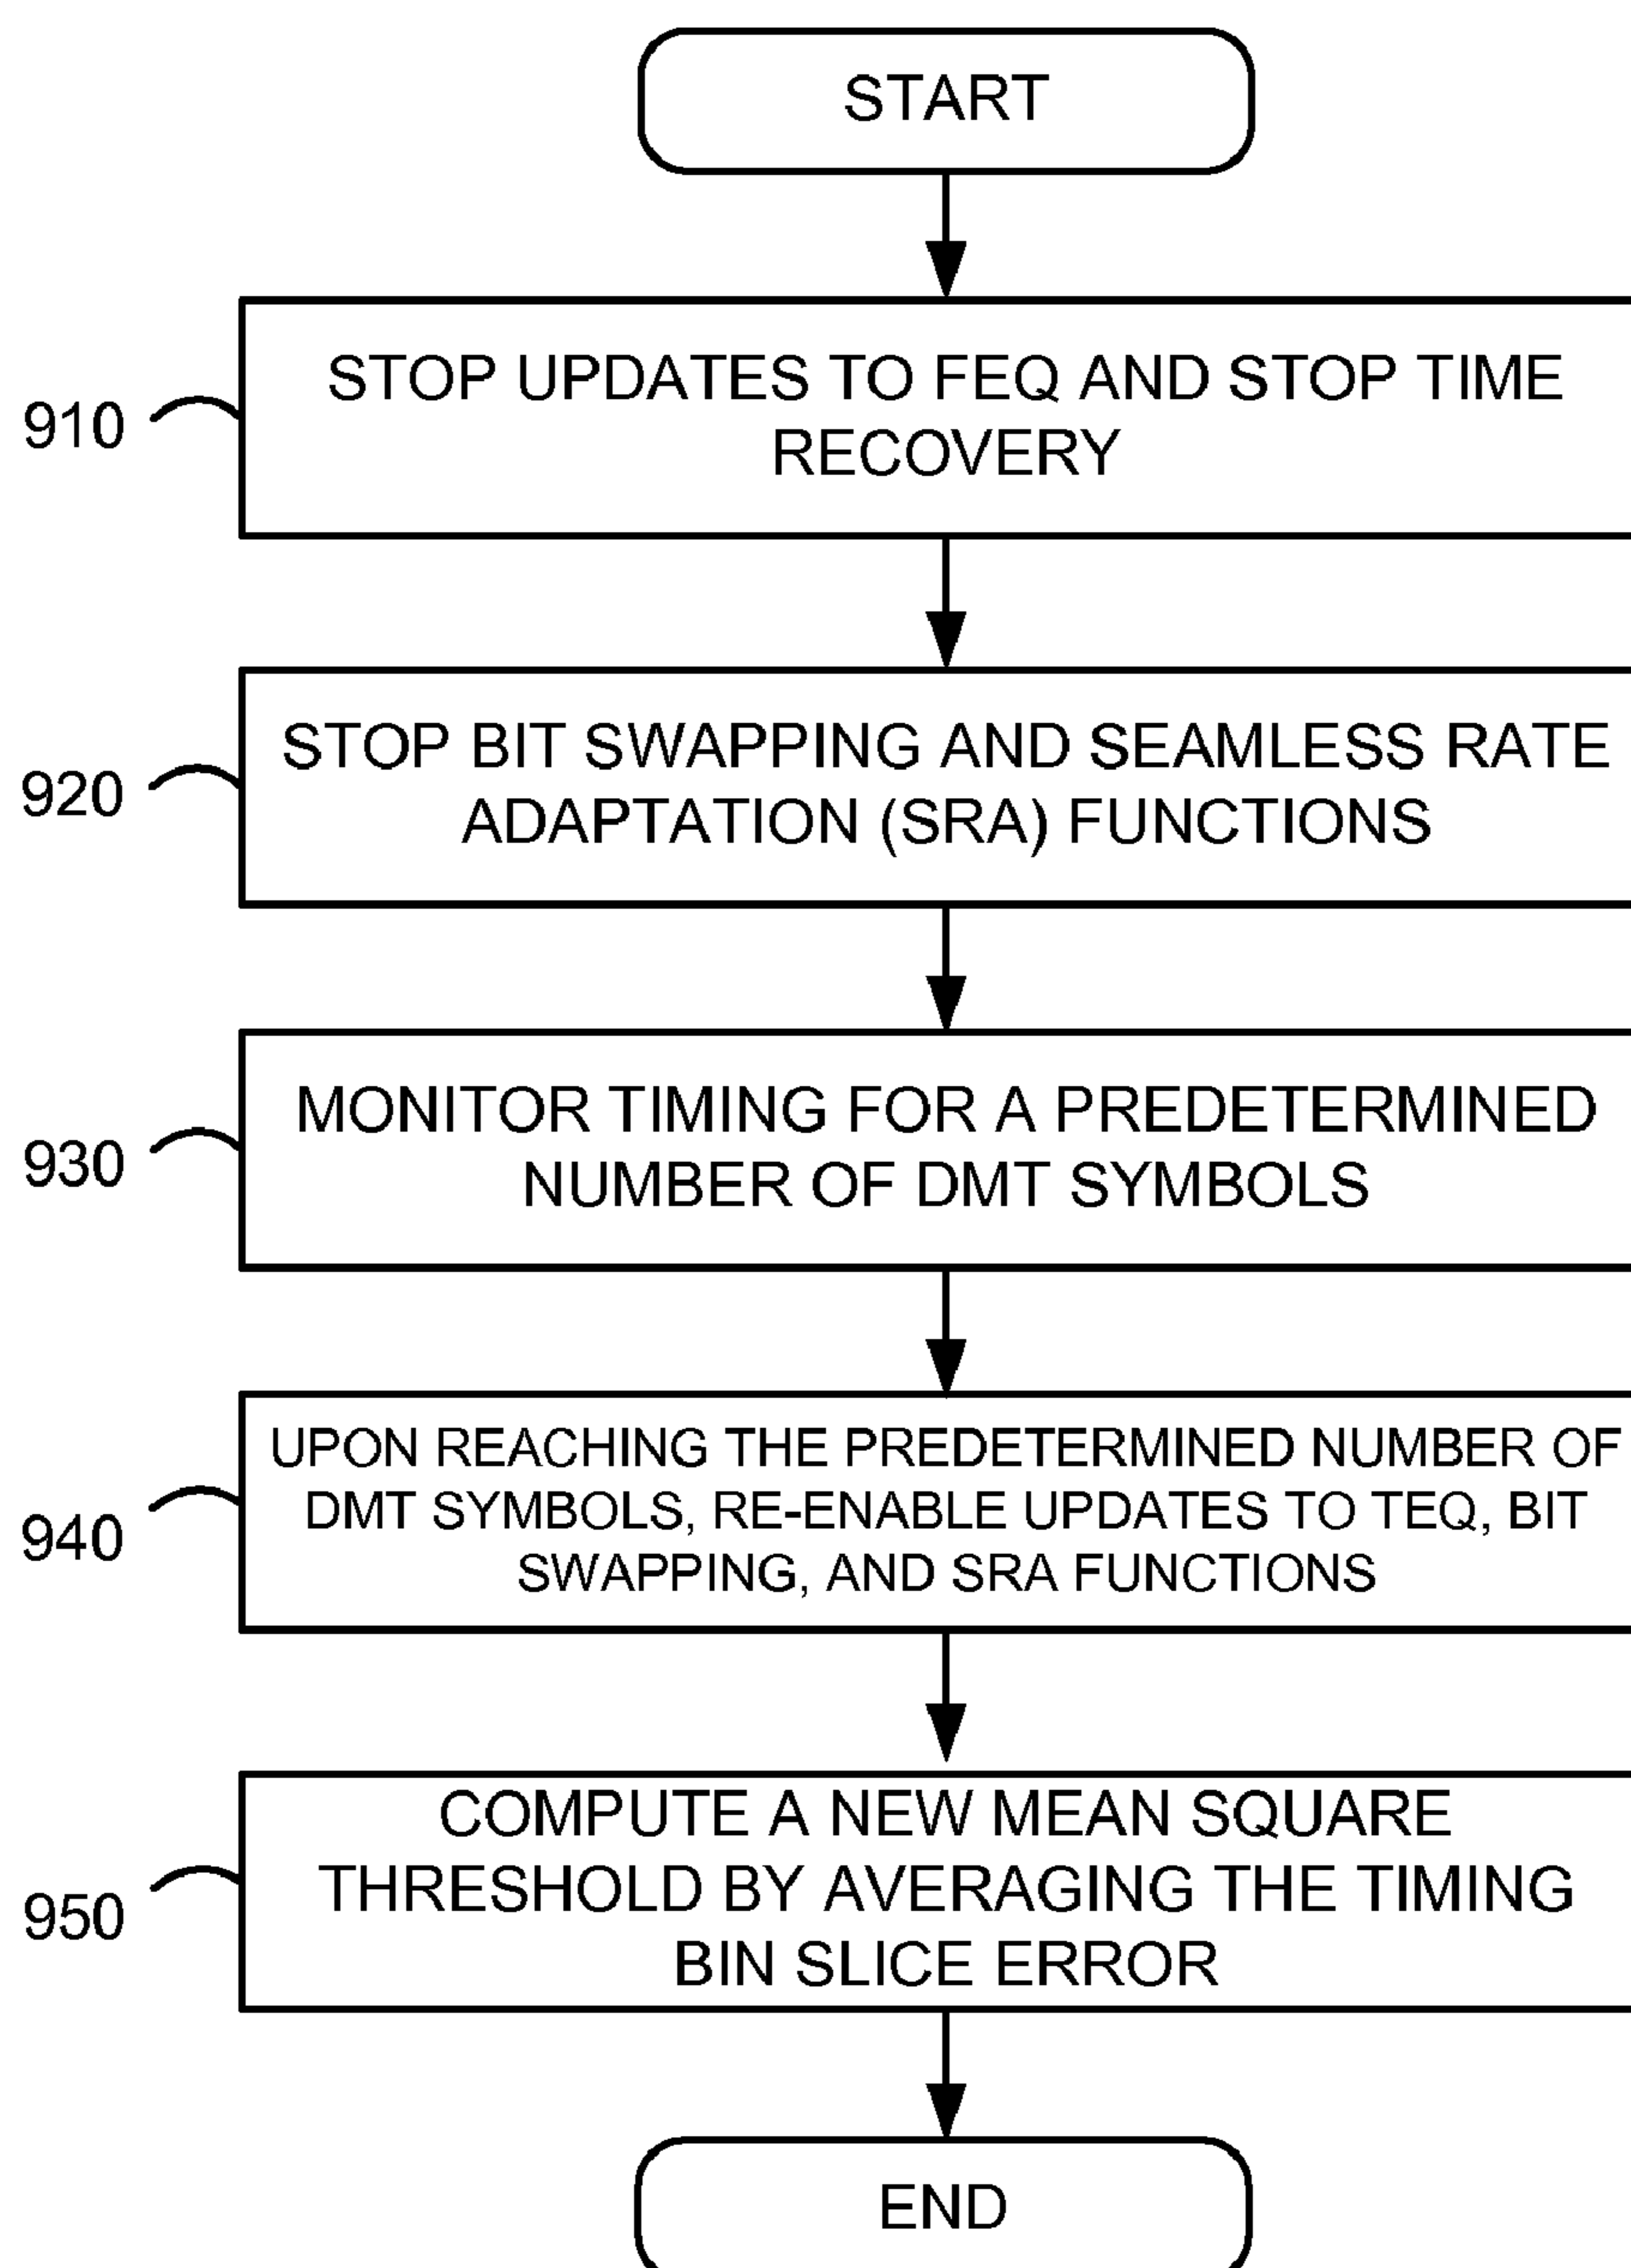 START
910
STOP UPDATES TO FEQ AND STOP TIME
RECOVERY
920
STOP BIT SWAPPING AND SEAMLESS RATE
ADAPTATION (SRA) FUNCTIONS
930
MONITOR TIMING FOR A PREDETERMINED
NUMBER OF DMT SYMBOLS
940
UPON REACHING THE PREDETERMINED NUMBER OF
DMT SYMBOLS, RE-ENABLE UPDATES TO TEQ, BIT
SWAPPING, AND SRA FUNCTIONS
950
COMPUTE A NEW MEAN SQUARE
THRESHOLD BY AVERAGING THE TIMING
BIN SLICE ERROR
END